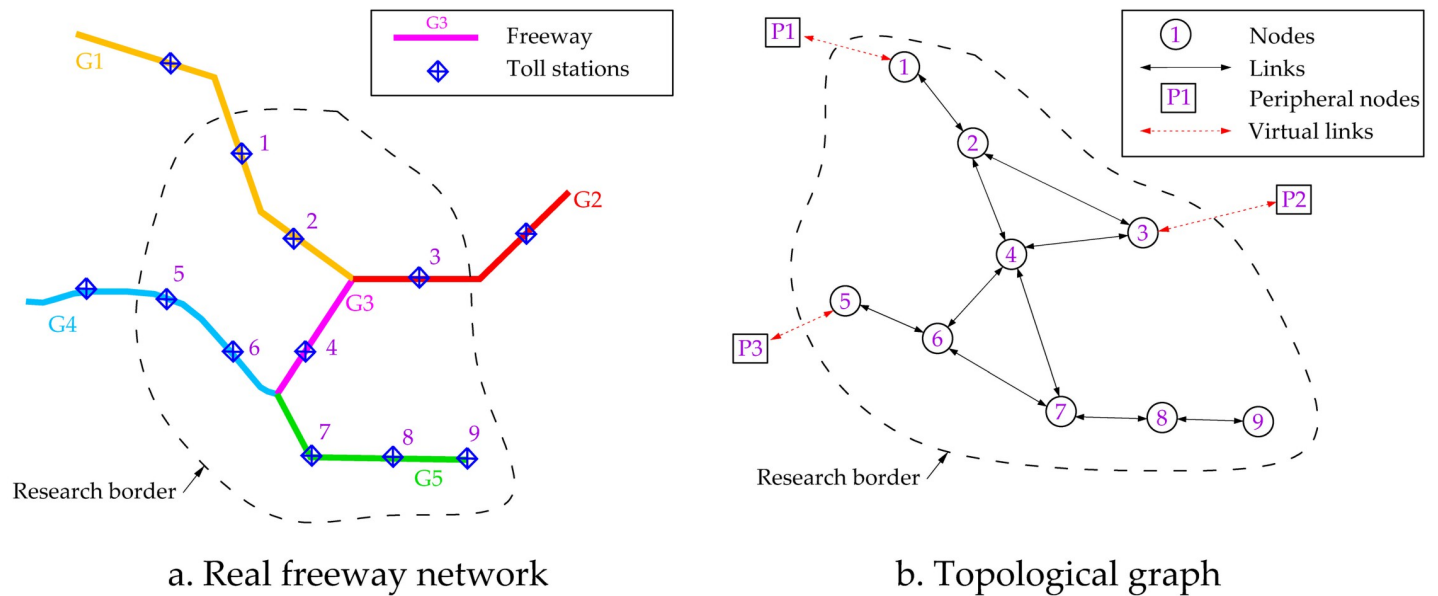 G1
G3
Freeway
Toll stations
1
2
3
G2
5
G3
G4
6
4
7
8
9
G5
Research border
a. Real freeway network
P1
1
Nodes
Links
P1
Peripheral nodes
Virtual links
1
2
P2
3
4
5
6
P3
7
8
9
Research border
b. Topological graph